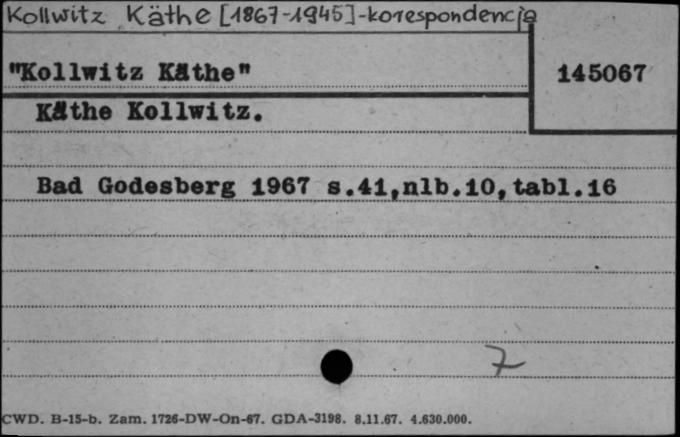 Kollwitz Käthe [1867-1945]-korespondencja
"Kollwitz Käthe"
145067
Käthe Kollwitz.
Bad Godesberg 1967 s.41,nlb.10,tabl.16
7
CWD. B-15-b. Zam. 1726-DW-On-67. GDA-3198. 8.11.67. 4.630.000.